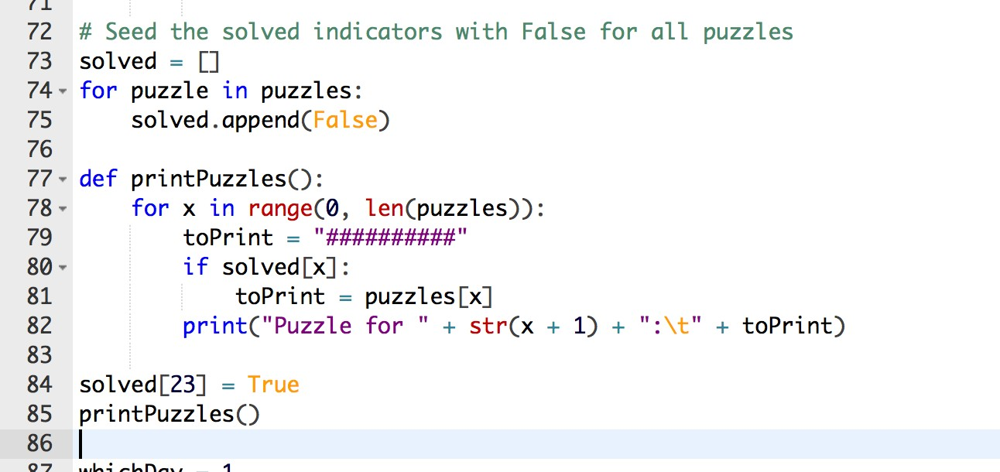 71
72 # Seed the solved indicators with False for all puzzles
73 solved = []
74 for puzzle in puzzles:
75     solved.append(False)
76
77 def printPuzzles():
78     for x in range(0, len(puzzles)):
79         toPrint = "##########"
80         if solved[x]:
81             toPrint = puzzles[x]
82         print("Puzzle for " + str(x + 1) + ":\t" + toPrint)
83
84 solved[23] = True
85 printPuzzles()
86
87 whichDay = 1